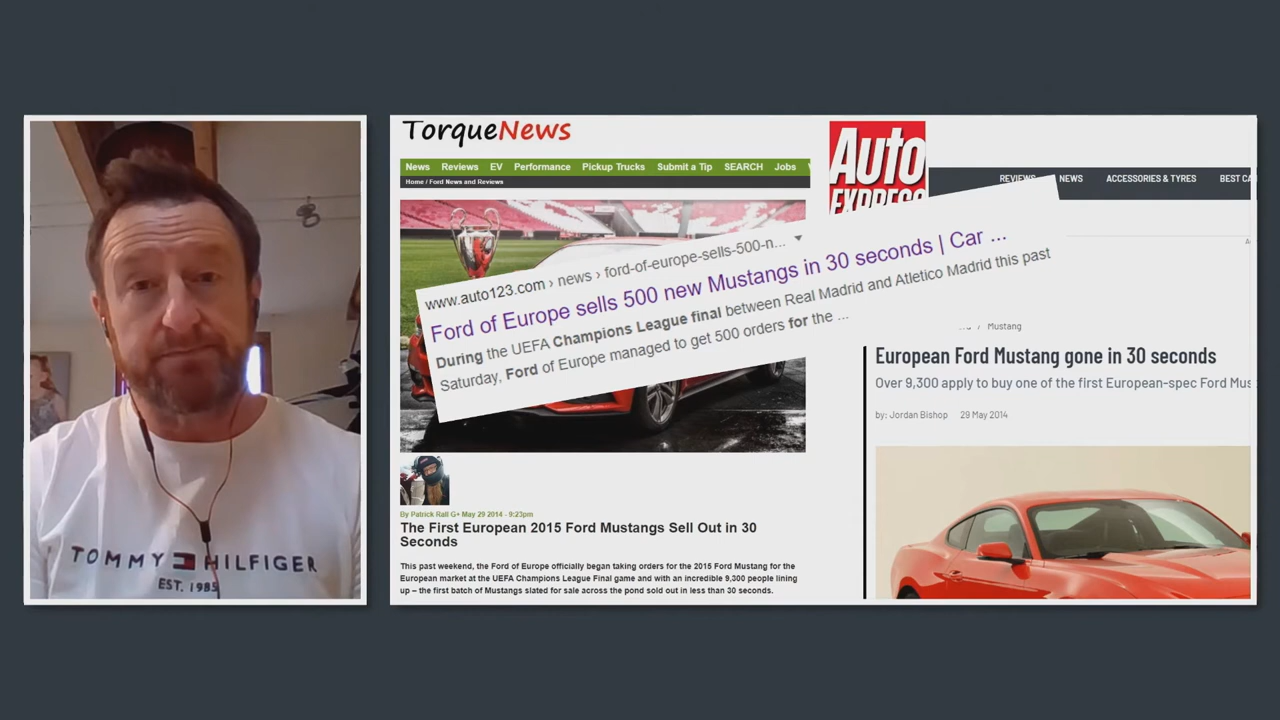 TOMMY HILFIGER
EST. 1985
TorqueNews
News Reviews EV Performance Pickup Trucks Submit a Tip SEARCH Jobs
Home / Ford News and Reviews
www.auto123.com › news › ford-of-europe-sells-500-n...
Ford of Europe sells 500 new Mustangs in 30 seconds | Car ...
During the UEFA Champions League final between Real Madrid and Atletico Madrid this past
Saturday, Ford of Europe managed to get 500 orders for the ...
By Patrick Rall G+ May 29 2014 - 9:23pm
The First European 2015 Ford Mustangs Sell Out in 30
Seconds
This past weekend, the Ford of Europe officially began taking orders for the 2015 Ford Mustang for the
European market at the UEFA Champions League Final game and with an incredible 9,300 people lining
up – the first batch of Mustangs slated for sale across the pond sold out in less than 30 seconds.
Auto
EXPRESS
REVIEWS NEWS ACCESSORIES & TYRES BEST CA
/ Mustang
European Ford Mustang gone in 30 seconds
Over 9,300 apply to buy one of the first European-spec Ford Mus
by: Jordan Bishop 29 May 2014